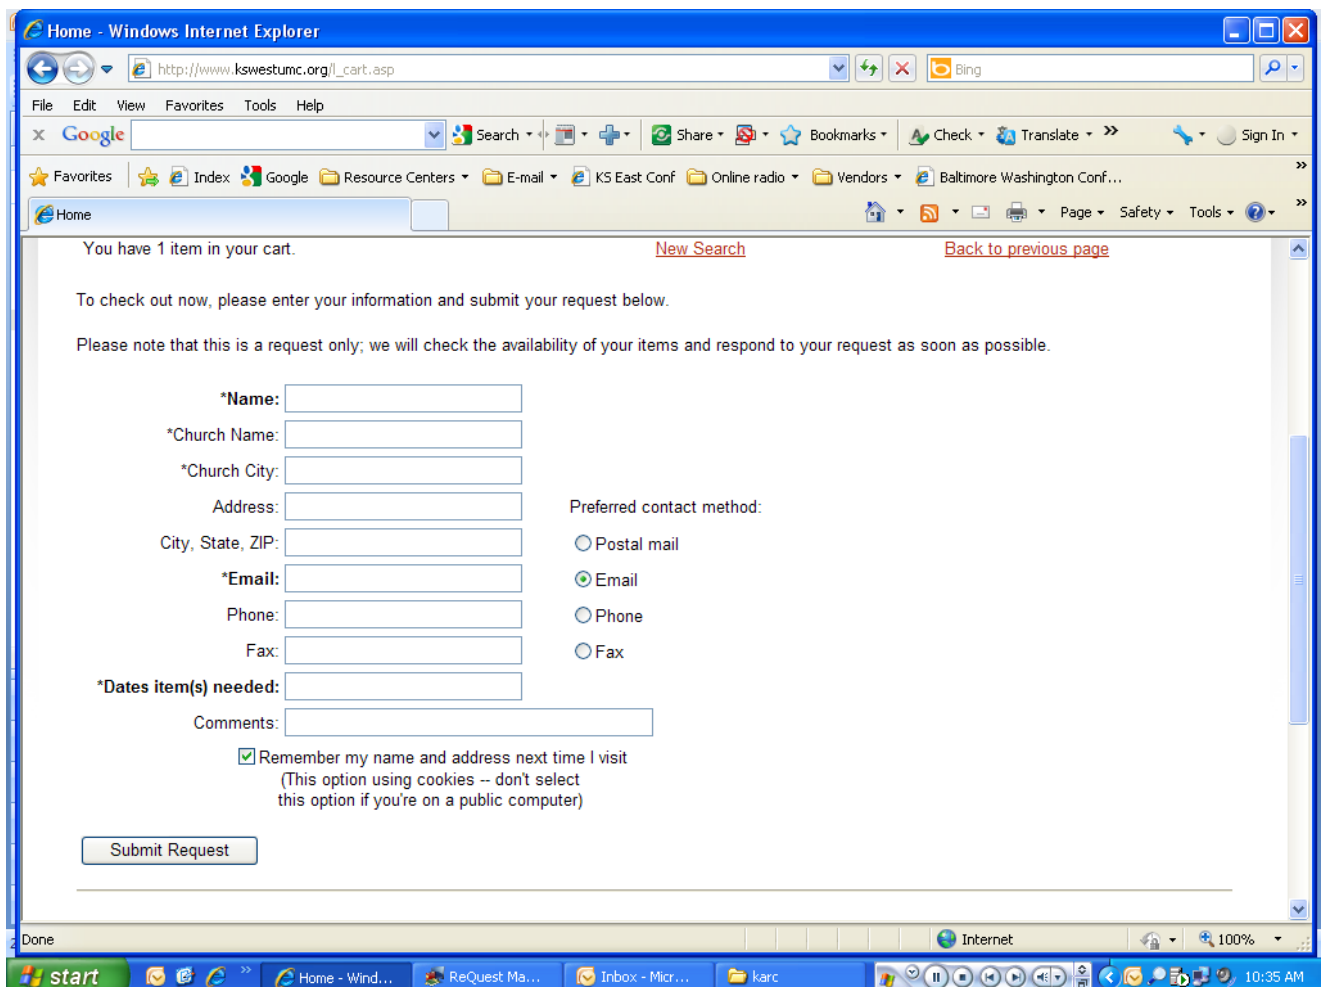 Home - Windows Internet Explorer
http://www.kswestumc.org/l_cart.asp
Bing
File Edit View Favorites Tools Help
x Google Search Share Bookmarks Check Translate » Sign In
Favorites Index Google Resource Centers E-mail KS East Conf Online radio Vendors Baltimore Washington Conf... »
Home Page Safety Tools »
You have 1 item in your cart. New Search Back to previous page
To check out now, please enter your information and submit your request below.
Please note that this is a request only; we will check the availability of your items and respond to your request as soon as possible.
*Name:
*Church Name:
*Church City:
Address: Preferred contact method:
City, State, ZIP: Postal mail
*Email: Email
Phone: Phone
Fax: Fax
*Dates item(s) needed:
Comments:
Remember my name and address next time I visit
(This option using cookies -- don't select
this option if you're on a public computer)
Submit Request
Done Internet 100%
start » Home - Wind... ReQuest Ma... Inbox - Micr... karc 10:35 AM